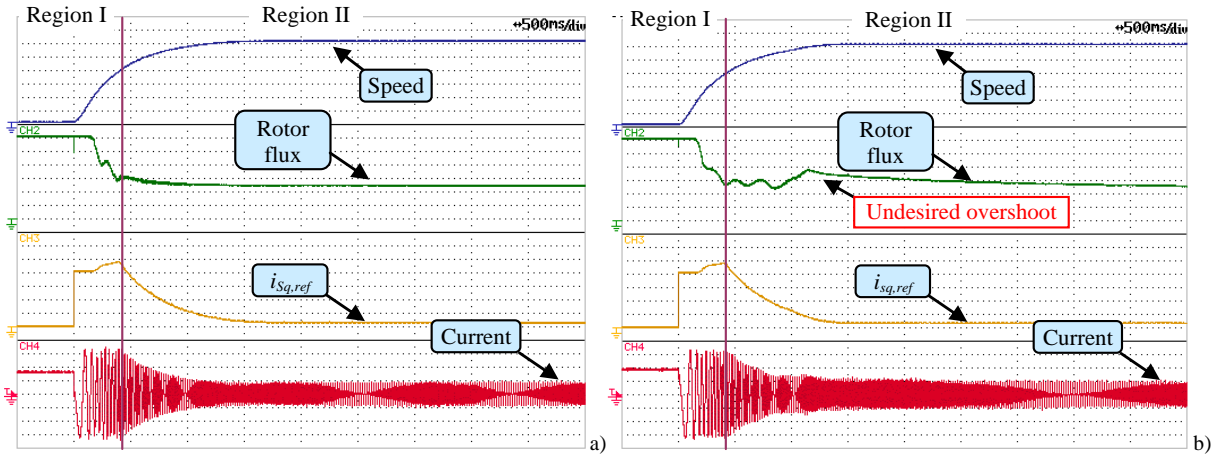 Region I
Region II
↔500ms/div
Speed
CH2
Rotor
flux
CH3
iSq,ref
Current
CH4
a)
Region I
Region II
↔500ms/div
Speed
CH2
Rotor
flux
Undesired overshoot
CH3
isq,ref
Current
CH4
b)